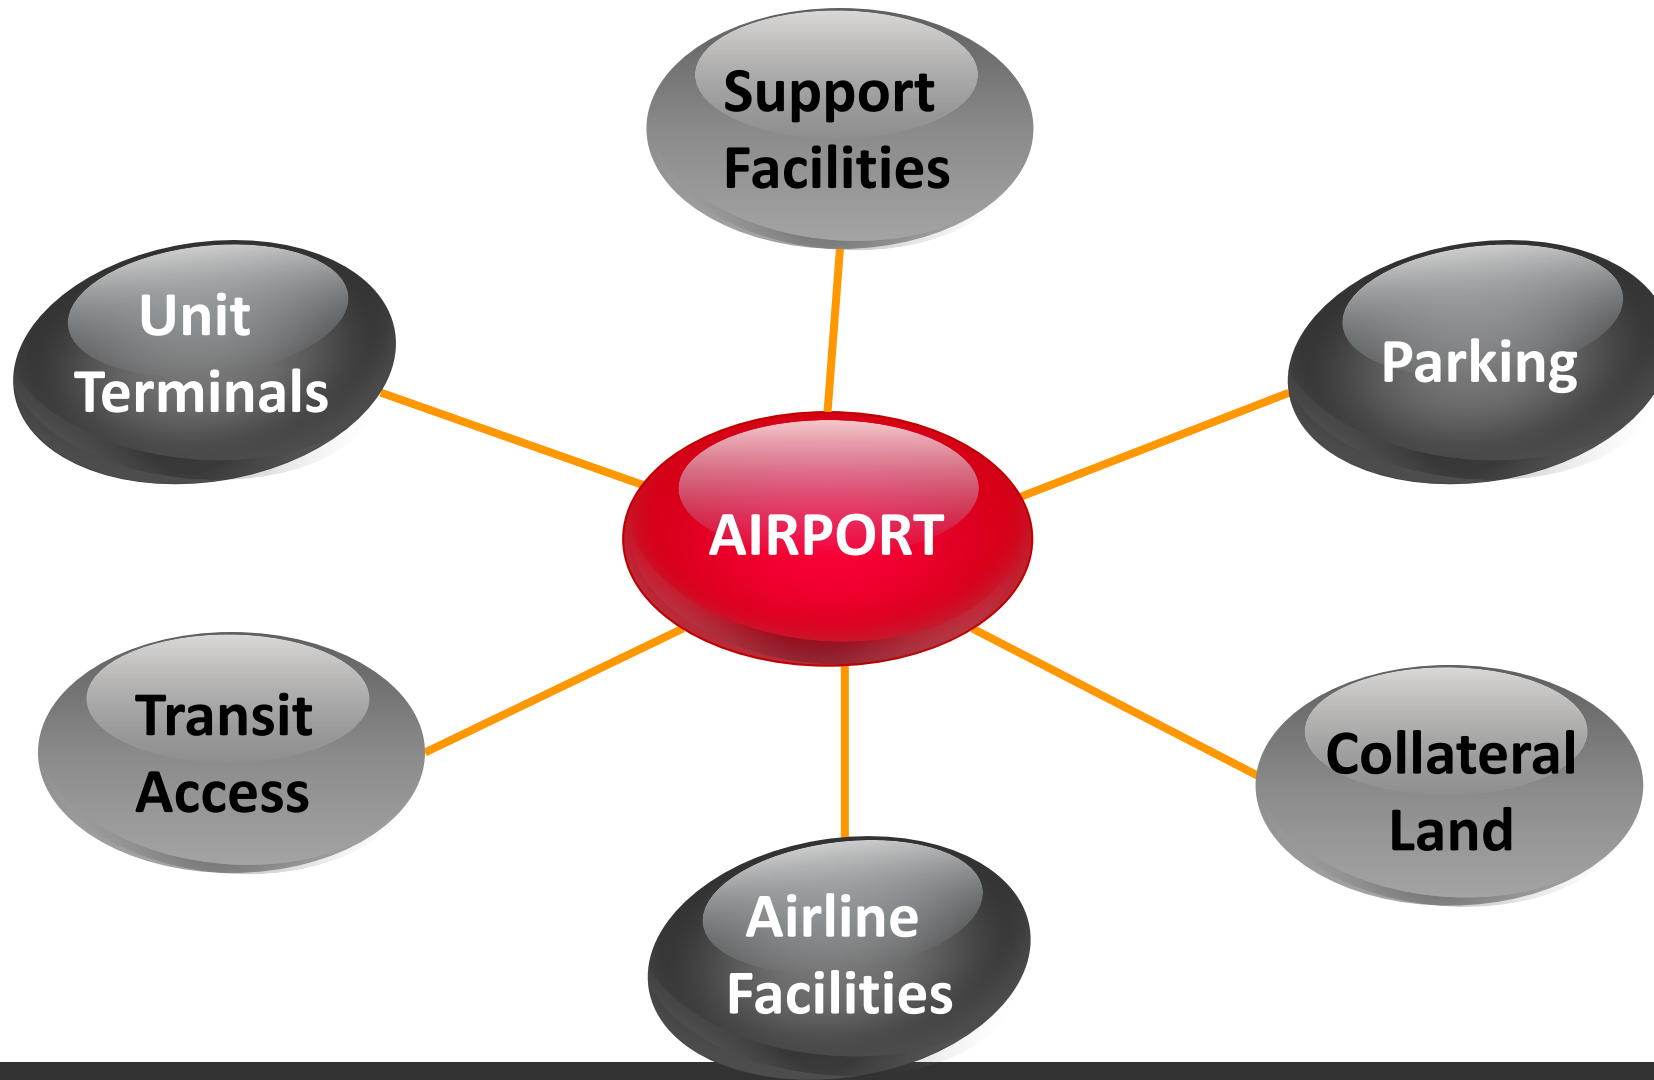 Support
Facilities
Unit
Terminals
Parking
AIRPORT
Transit
Access
Collateral
Land
Airline
Facilities